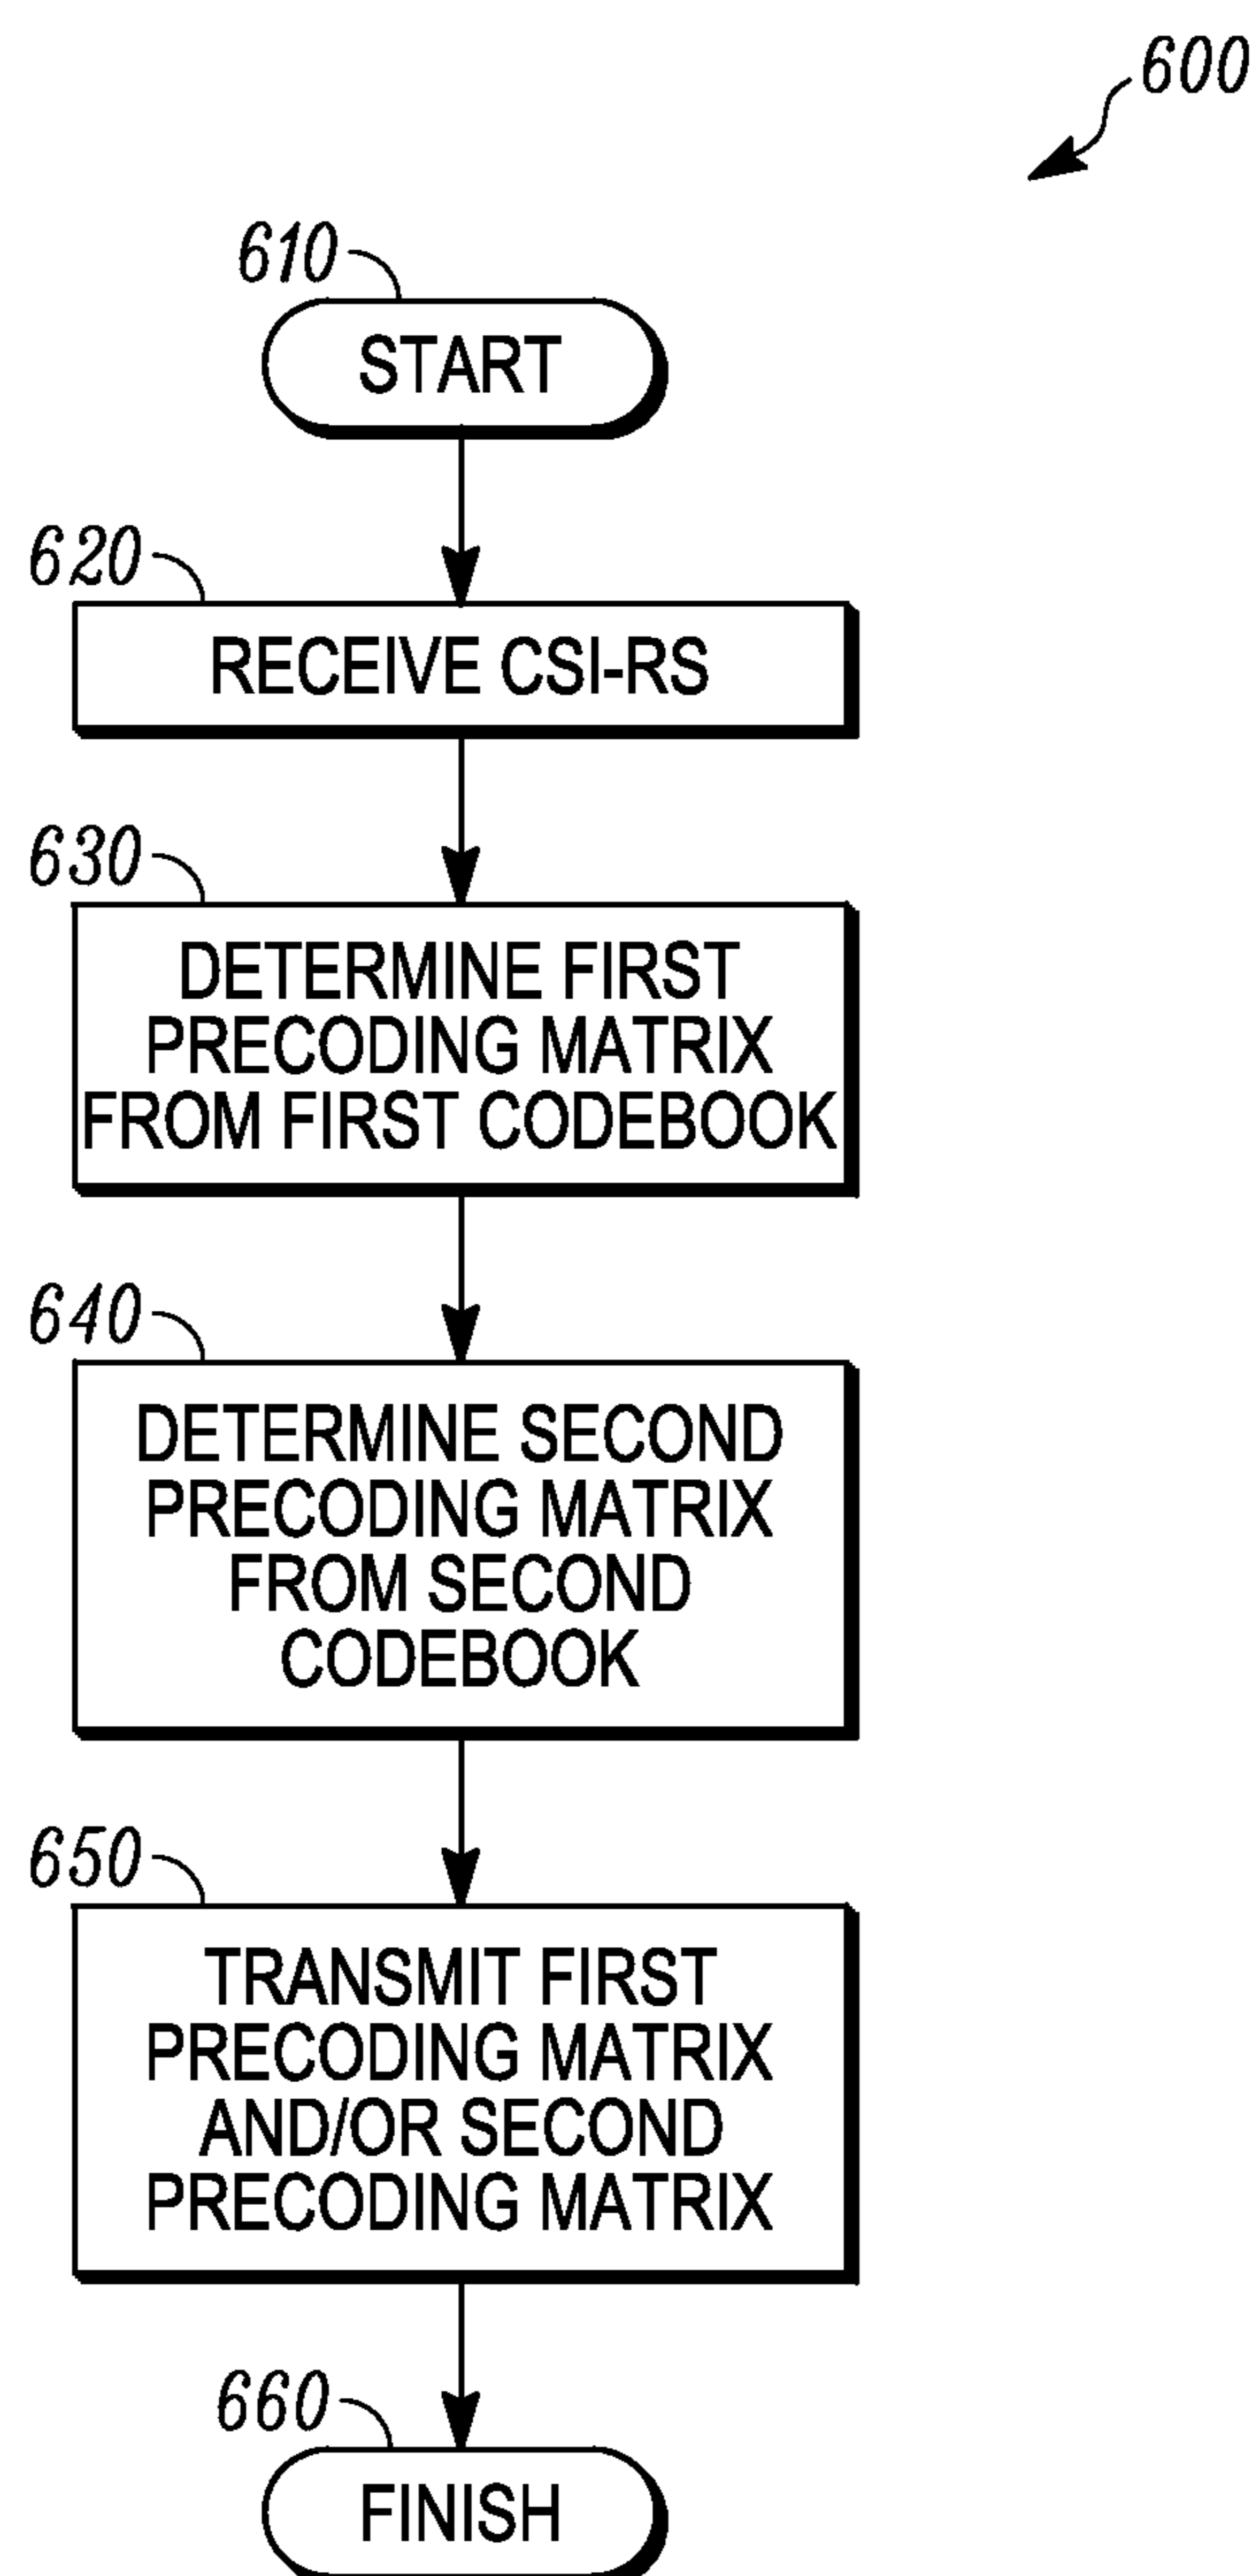 600
610
START
620
RECEIVE CSI-RS
630
DETERMINE FIRST
PRECODING MATRIX
FROM FIRST CODEBOOK
640
DETERMINE SECOND
PRECODING MATRIX
FROM SECOND
CODEBOOK
650
TRANSMIT FIRST
PRECODING MATRIX
AND/OR SECOND
PRECODING MATRIX
660
FINISH